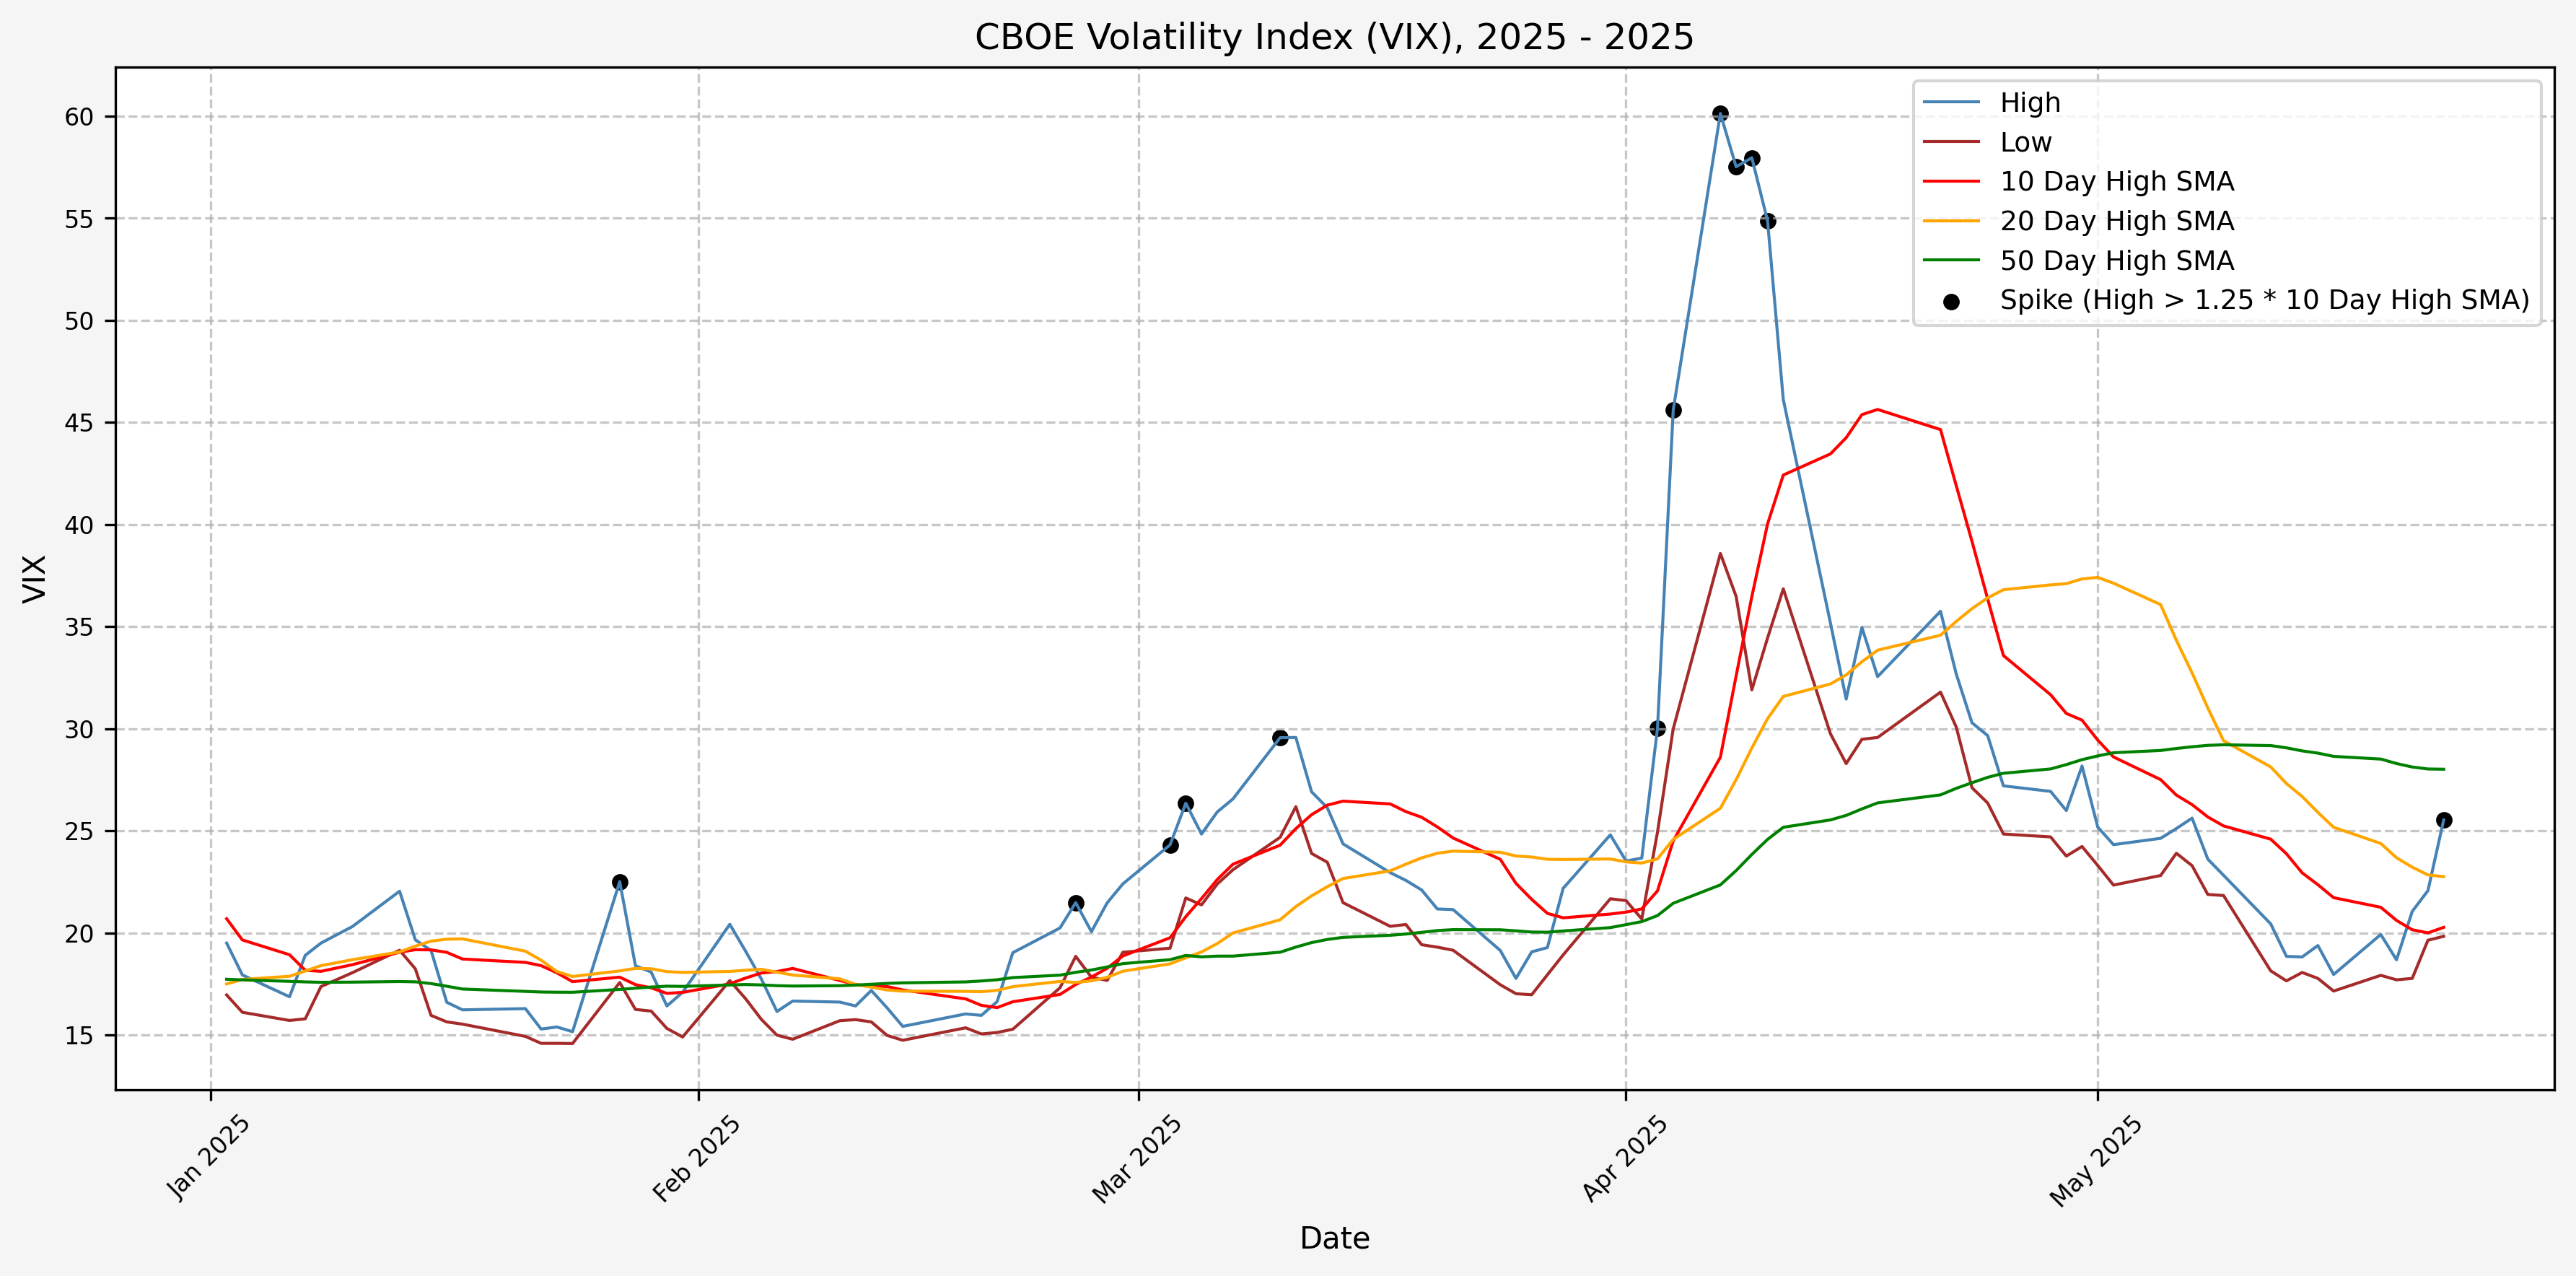 CBOE Volatility Index (VIX), 2025 - 2025
High
Low
10 Day High SMA
20 Day High SMA
50 Day High SMA
Spike (High > 1.25 * 10 Day High SMA)
VIX
60
55
50
45
40
35
30
25
20
15
Jan 2025
Feb 2025
Mar 2025
Apr 2025
May 2025
Date